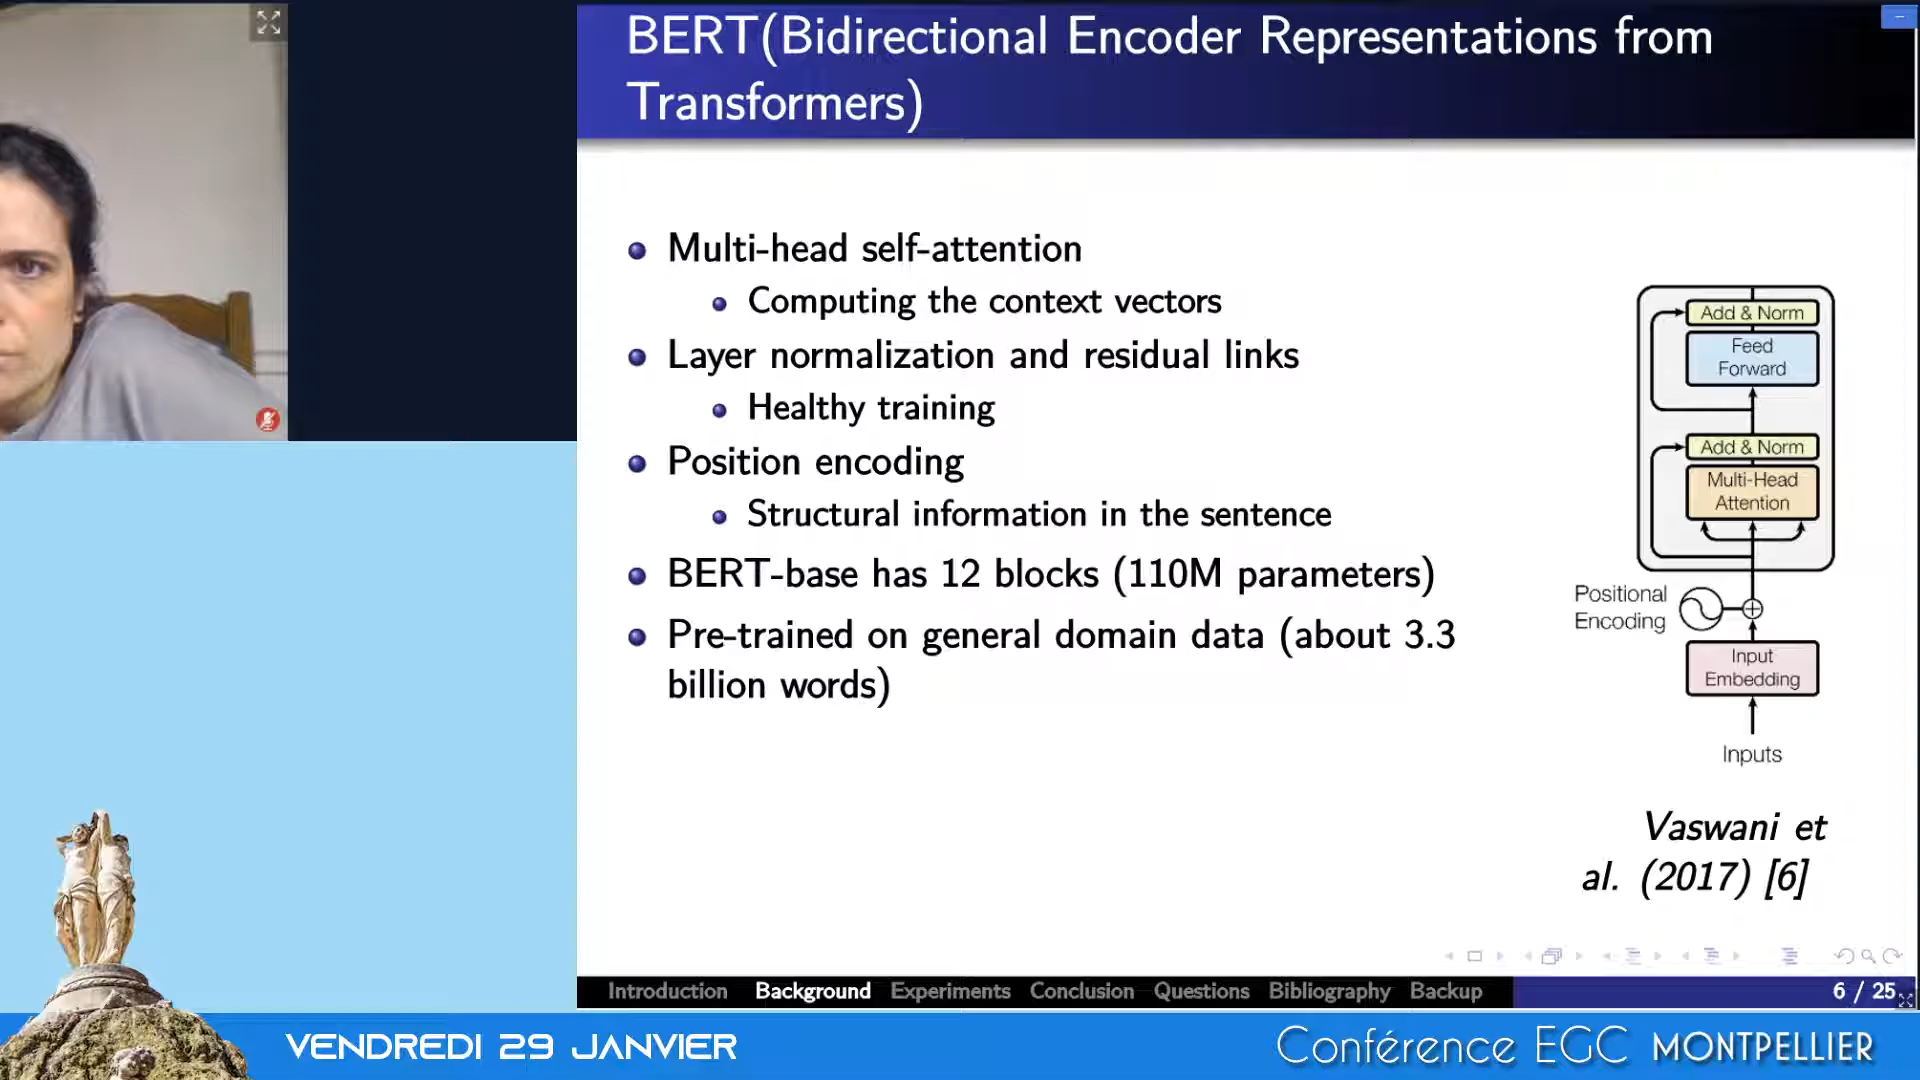 BERT(Bidirectional Encoder Representations from
Transformers)
Multi-head self-attention
Computing the context vectors
Layer normalization and residual links
Healthy training
Position encoding
Structural information in the sentence
BERT-base has 12 blocks (110M parameters)
Pre-trained on general domain data (about 3.3
billion words)
Add & Norm
Feed
Forward
Add & Norm
Multi-Head
Attention
Positional
Encoding
Input
Embedding
Inputs
Vaswani et
al. (2017) [6]
Introduction Background Experiments Conclusion Questions Bibliography Backup
6 / 25
VENDREDI 29 JANVIER
Conférence EGC MONTPELLIER